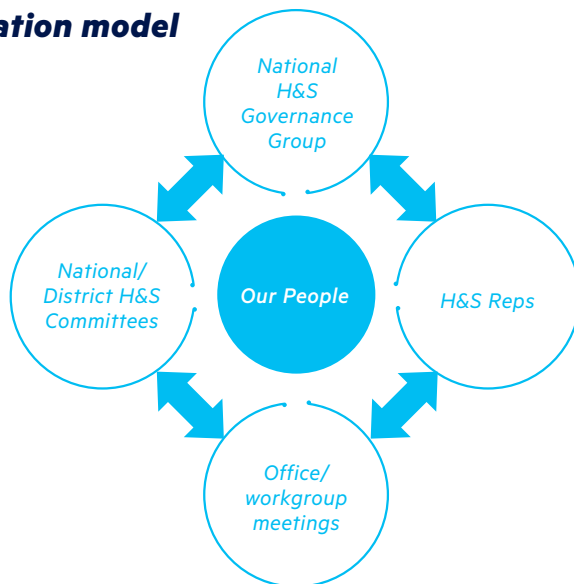 ation model
National
H&S
Governance
Group
National/
District H&S
Committees
Our People
H&S Reps
Office/
workgroup
meetings